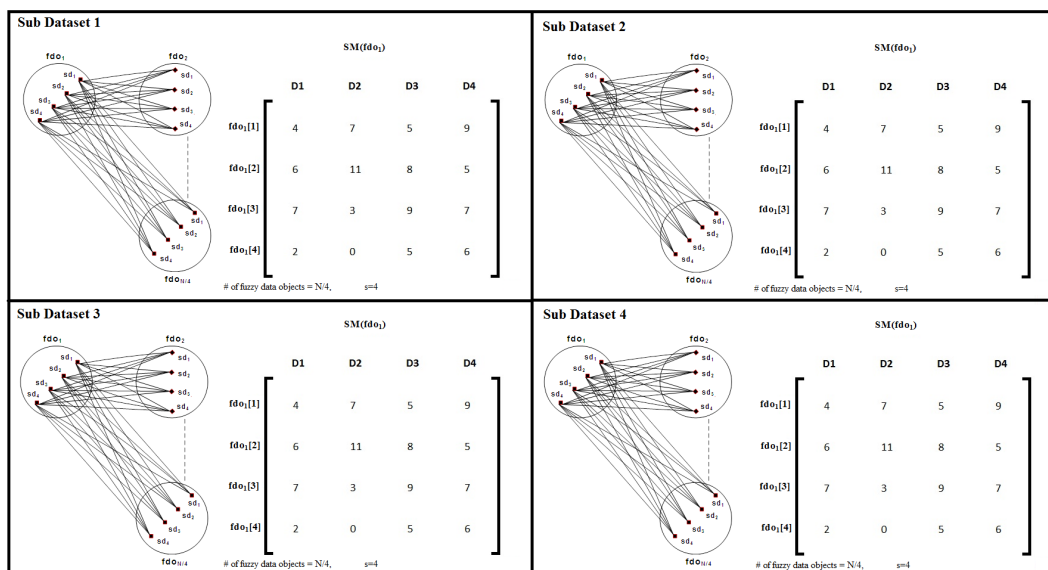 Sub Dataset 1
SM(fdo₁)
fdo₁
fdo₂
sd₁
sd₂
sd₃
sd₄
sd₁
sd₂
sd₃
sd₄
D1 D2 D3 D4
fdo₁[1] 4 7 5 9
fdo₁[2] 6 11 8 5
fdo₁[3] 7 3 9 7
fdo₁[4] 2 0 5 6
sd₁
sd₂
sd₃
sd₄
fdo_N/4
# of fuzzy data objects = N/4, s=4
Sub Dataset 2
SM(fdo₁)
fdo₁
fdo₂
sd₁
sd₂
sd₃
sd₄
sd₁
sd₂
sd₃
sd₄
D1 D2 D3 D4
fdo₁[1] 4 7 5 9
fdo₁[2] 6 11 8 5
fdo₁[3] 7 3 9 7
fdo₁[4] 2 0 5 6
sd₁
sd₂
sd₃
sd₄
fdo_N/4
# of fuzzy data objects = N/4, s=4
Sub Dataset 3
SM(fdo₁)
fdo₁
fdo₂
sd₁
sd₂
sd₃
sd₄
sd₁
sd₂
sd₃
sd₄
D1 D2 D3 D4
fdo₁[1] 4 7 5 9
fdo₁[2] 6 11 8 5
fdo₁[3] 7 3 9 7
fdo₁[4] 2 0 5 6
sd₁
sd₂
sd₃
sd₄
fdo_N/4
# of fuzzy data objects = N/4, s=4
Sub Dataset 4
SM(fdo₁)
fdo₁
fdo₂
sd₁
sd₂
sd₃
sd₄
sd₁
sd₂
sd₃
sd₄
D1 D2 D3 D4
fdo₁[1] 4 7 5 9
fdo₁[2] 6 11 8 5
fdo₁[3] 7 3 9 7
fdo₁[4] 2 0 5 6
sd₁
sd₂
sd₃
sd₄
fdo_N/4
# of fuzzy data objects = N/4, s=4